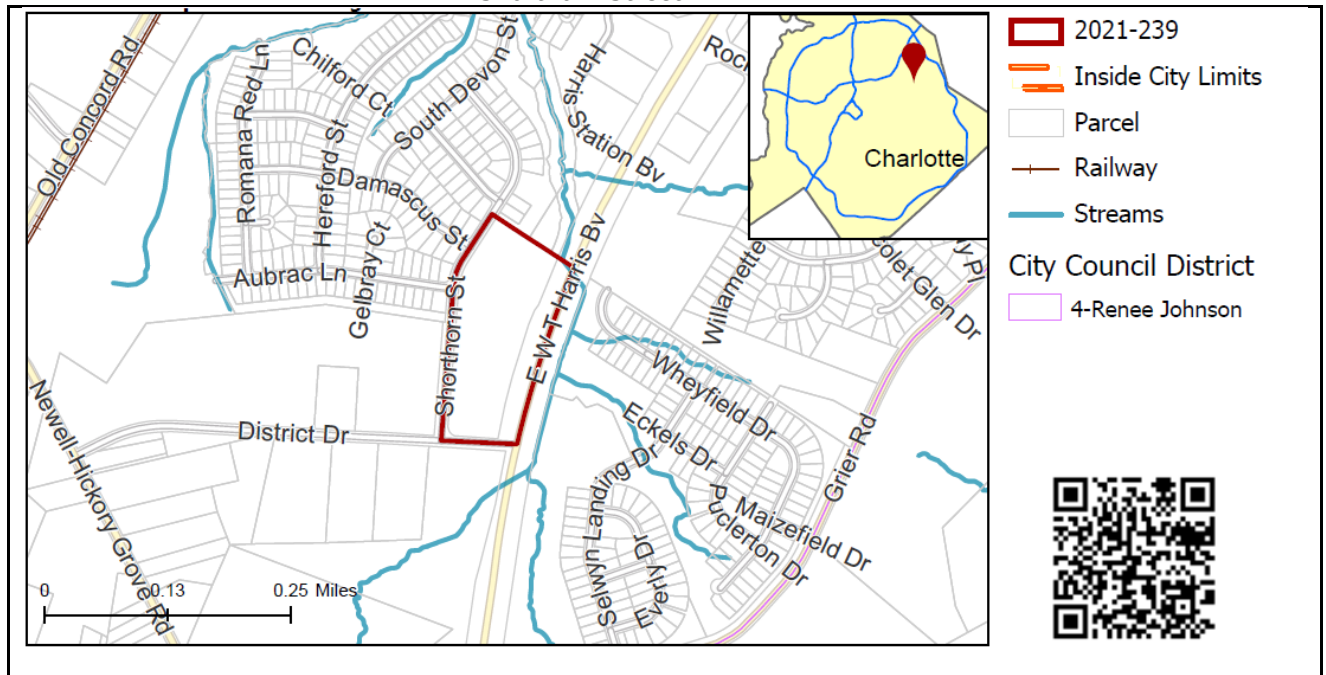 Old Concord Rd
Romana Red Ln
Chilford Ct
South Devon St
Harris
Station Bv
Hereford St
Damascus St
Aubrac Ln
Gelbray Ct
Shorthorn St
E W T Harris Bv
District Dr
Newell-Hickory Grove Rd
Willamette
colet Glen Dr
wy Pl
Wheyfield Dr
Eckels Dr
Selwyn Landing Dr
Everly Dr
Puclerton Dr
Maizefield Dr
Grier Rd
0 0.13 0.25 Miles
Charlotte
2021-239
Inside City Limits
Parcel
Railway
Streams
City Council District
4-Renee Johnson